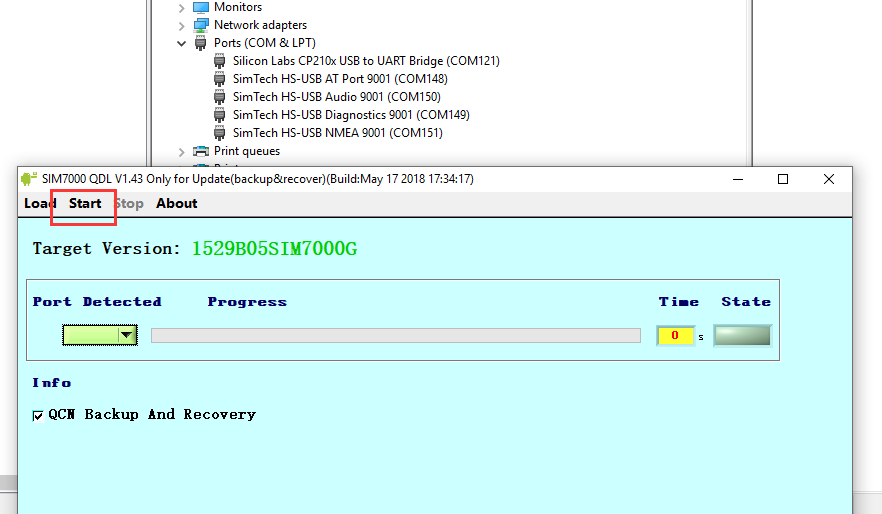 Monitors
Network adapters
Ports (COM & LPT)
Silicon Labs CP210x USB to UART Bridge (COM121)
SimTech HS-USB AT Port 9001 (COM148)
SimTech HS-USB Audio 9001 (COM150)
SimTech HS-USB Diagnostics 9001 (COM149)
SimTech HS-USB NMEA 9001 (COM151)
Print queues
SIM7000 QDL V1.43 Only for Update(backup&recover)(Build:May 17 2018 17:34:17)
Load Start Stop About
Target Version: 1529B05SIM7000G
Port Detected Progress Time State
0 s
Info
QCN Backup And Recovery